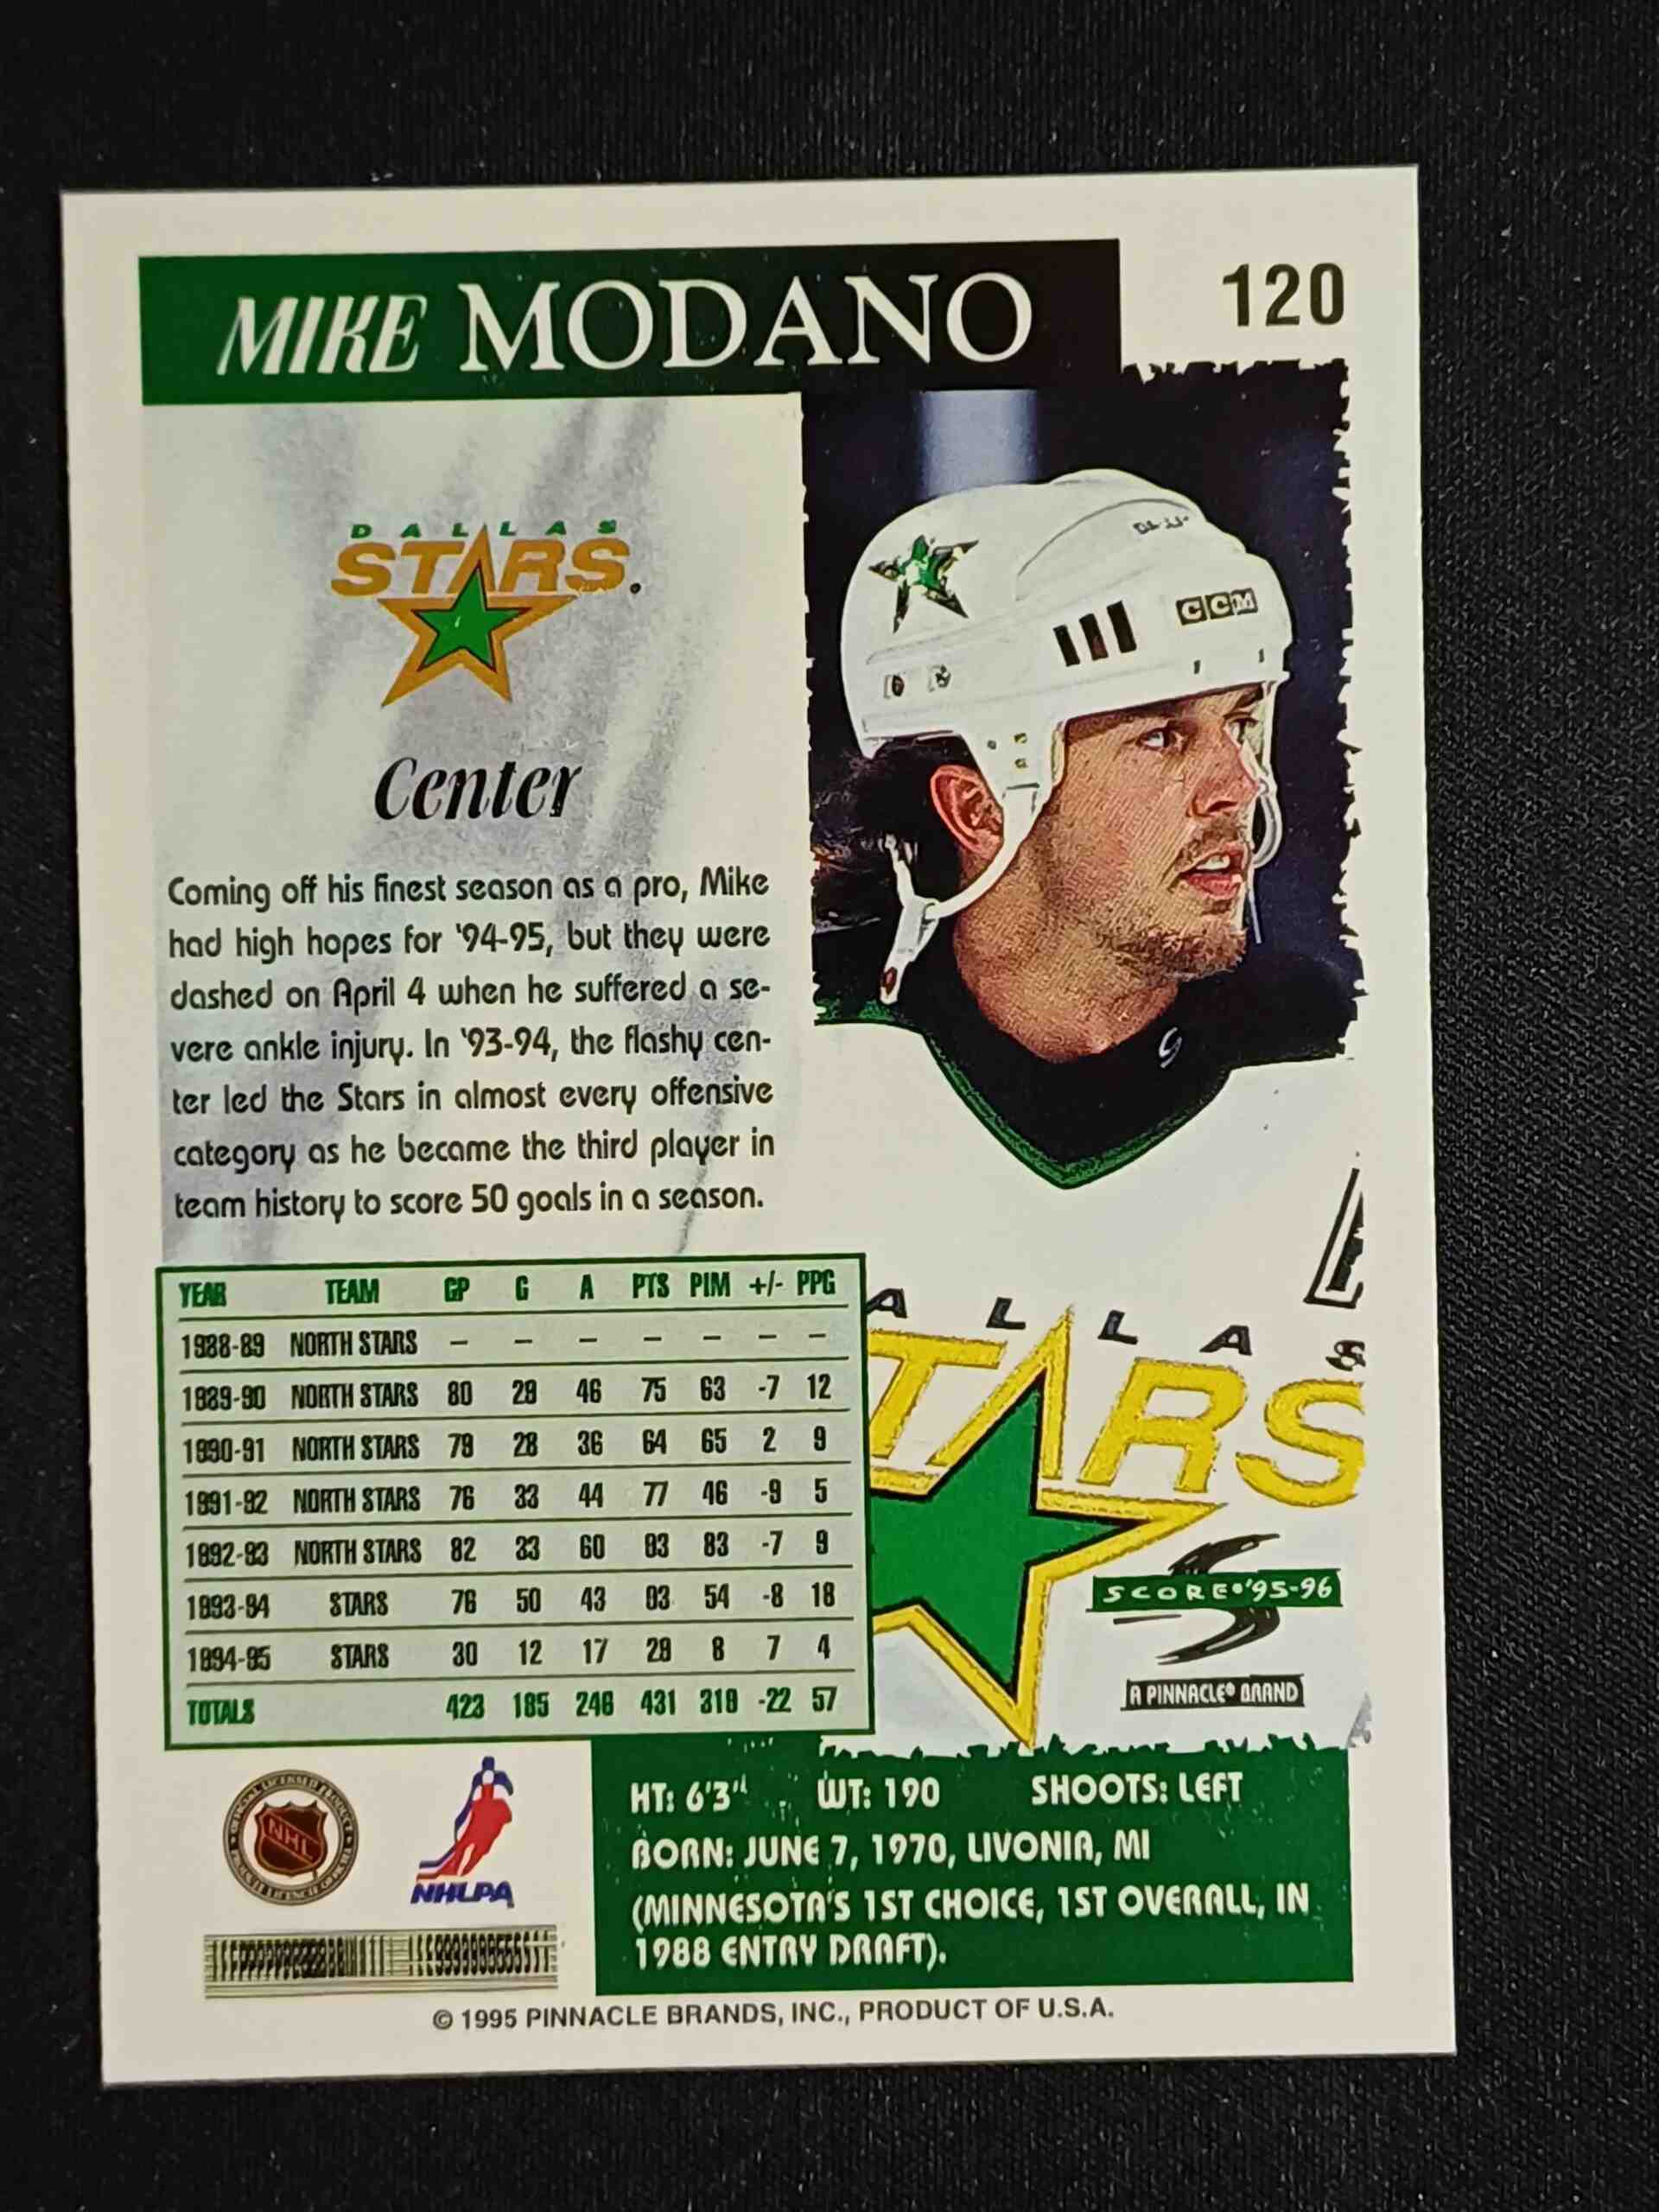 MIKE MODANO
120
DALLAS
STARS
CCM
Center
Coming off his finest season as a pro, Mike
had high hopes for '94-95, but they were
dashed on April 4 when he suffered a se-
vere ankle injury. In '93-94, the flashy cen-
ter led the Stars in almost every offensive
category as he became the third player in
team history to score 50 goals in a season.
YEAR TEAM GP G A PTS PIM +/- PPG
1988-89 NORTH STARS – – – – – – –
1989-90 NORTH STARS 80 29 46 75 63 -7 12
1990-91 NORTH STARS 79 28 36 64 65 2 9
1991-92 NORTH STARS 76 33 44 77 46 -9 5
1992-93 NORTH STARS 82 33 60 93 83 -7 9
1993-94 STARS 76 50 43 93 54 -8 18
1994-95 STARS 30 12 17 29 8 7 4
TOTALS 423 185 246 431 319 -22 57
ALLAS
TARS
SCORE®'95-96
A PINNACLE® BRAND
NHL
NHLPA
HT: 6'3" WT: 190 SHOOTS: LEFT
BORN: JUNE 7, 1970, LIVONIA, MI
(MINNESOTA'S 1ST CHOICE, 1ST OVERALL, IN
1988 ENTRY DRAFT).
© 1995 PINNACLE BRANDS, INC., PRODUCT OF U.S.A.